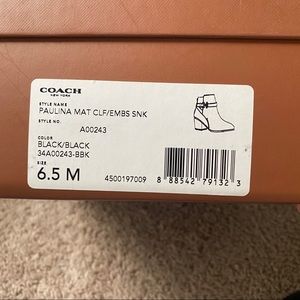 COACH
NEW YORK
STYLE NAME
PAULINA MAT CLF/EMBS SNK
STYLE NO.
A00243
COLOR
BLACK/BLACK
34A00243-BBK
SIZE
6.5 M
4500197009
8 88542 79132 3